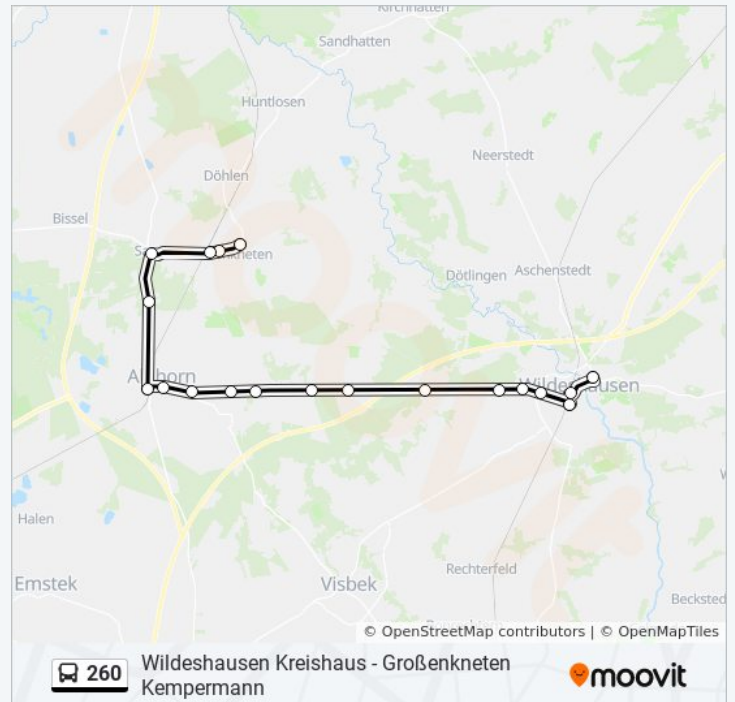 Kirchhatten
Sandhatten
Huntlosen
Neerstedt
Döhlen
Bissel
Dötlingen
Aschenstedt
Wildeshausen
Halen
Emstek
Visbek
Rechterfeld
© OpenStreetMap contributors | © OpenMapTiles
260
Wildeshausen Kreishaus - Großenkneten
Kempermann
moovit